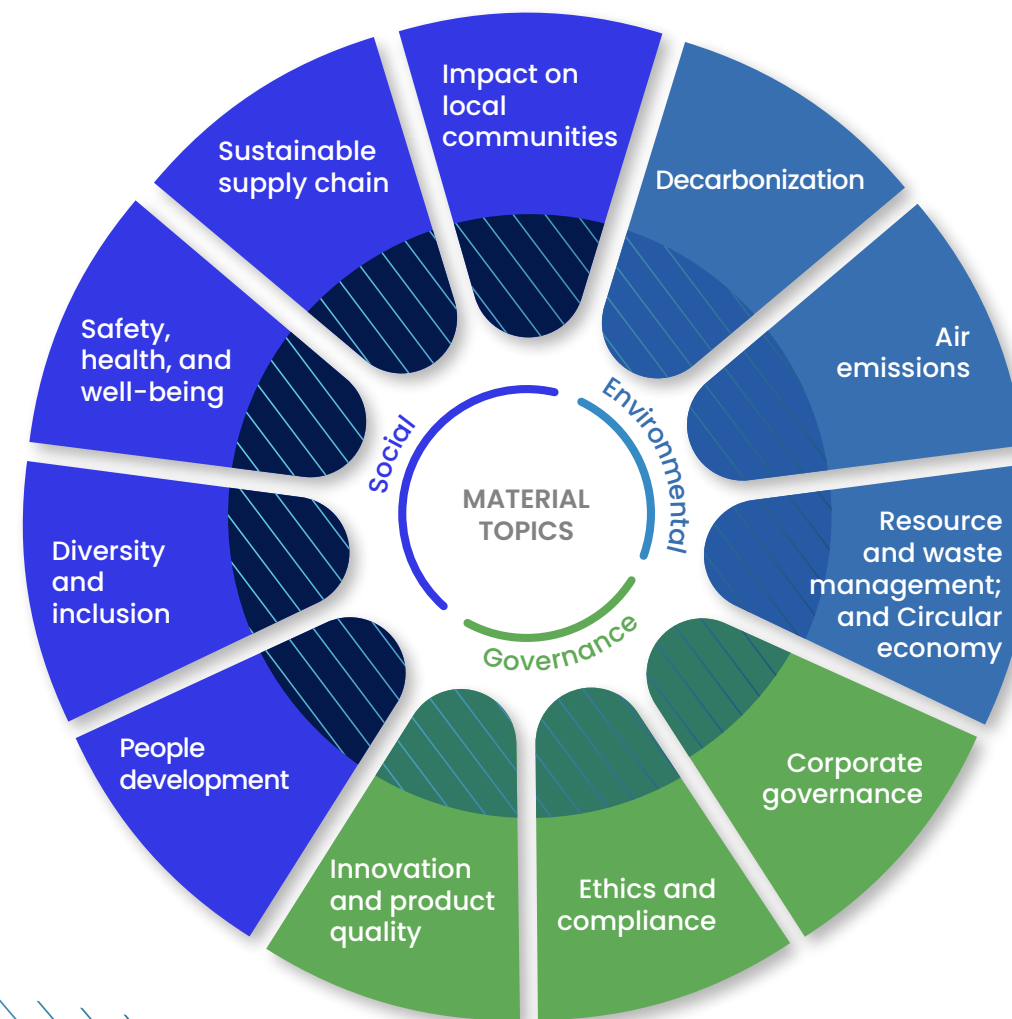 Impact on
local
communities
Decarbonization
Air
emissions
Resource
and waste
management;
and Circular
economy
Corporate
governance
Ethics and
compliance
Innovation
and product
quality
People
development
Diversity
and
inclusion
Safety,
health, and
well-being
Sustainable
supply chain
Social
Environmental
Governance
MATERIAL
TOPICS